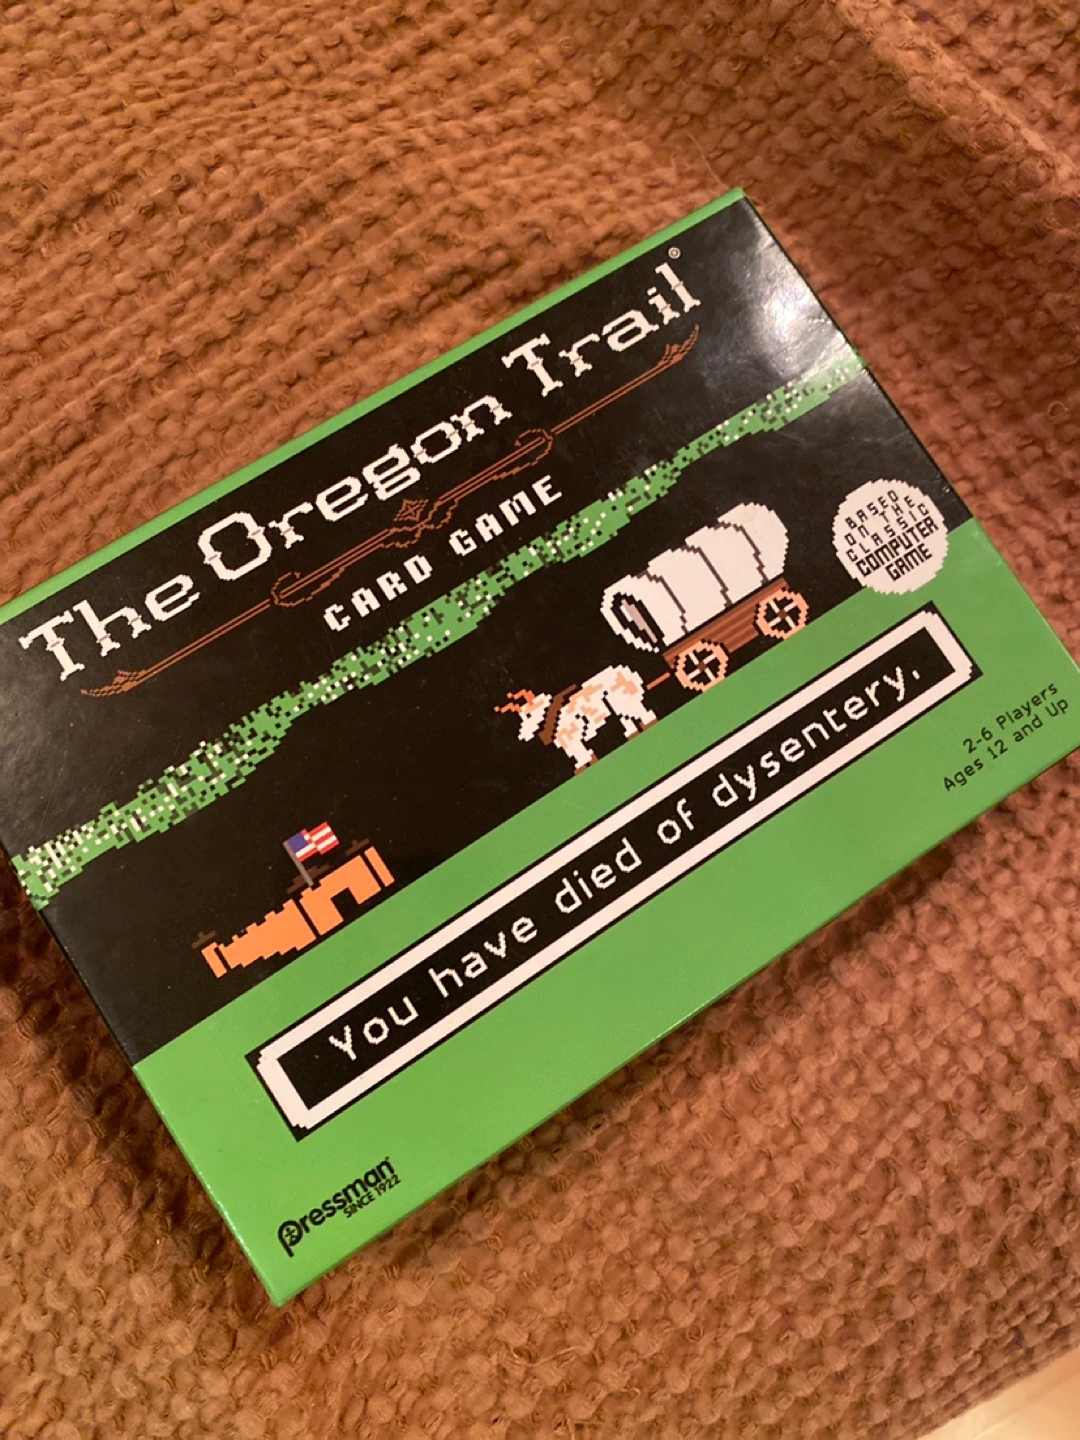 The Oregon Trail®
CARD GAME
BASED
ON THE
CLASSIC
COMPUTER
GAME
You have died of dysentery.
2-6 Players
Ages 12 and Up
Pressman®
SINCE 1922